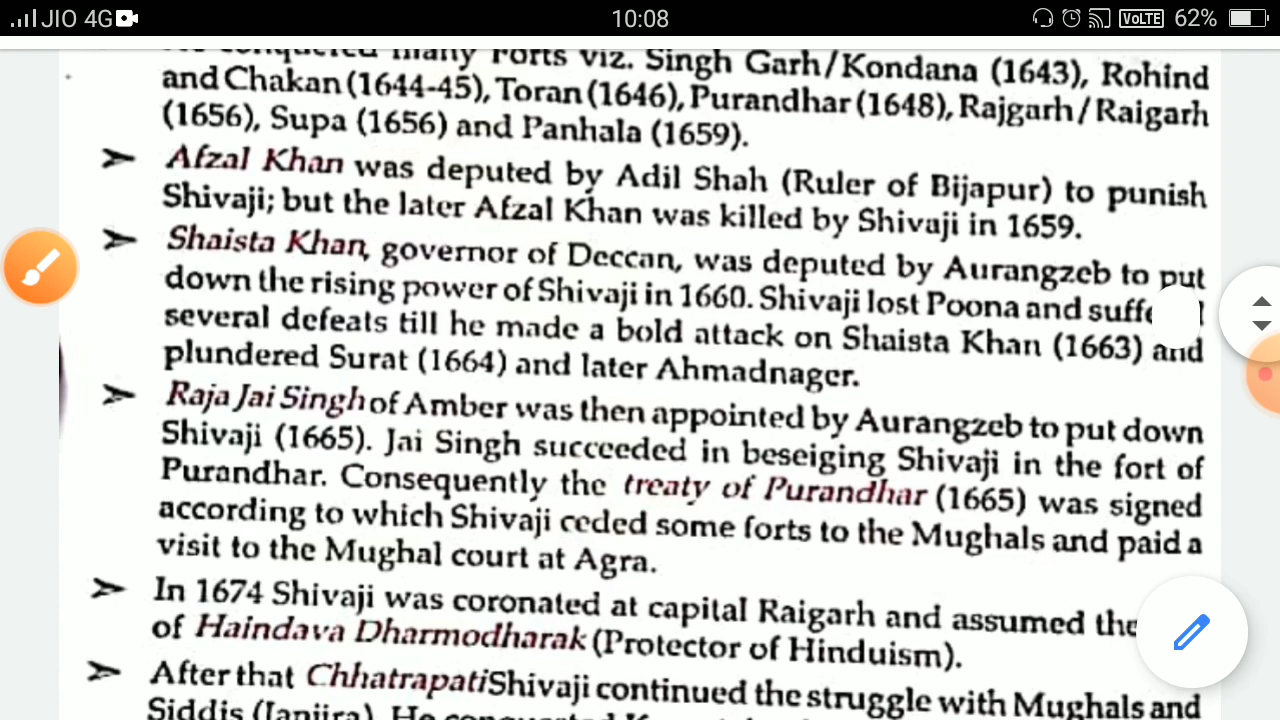 JIO 4G 10:08 VoLTE 62%
conquered many Forts viz. Singh Garh/Kondana (1643), Rohind
and Chakan (1644-45), Toran (1646), Purandhar (1648), Rajgarh/Raigarh
(1656), Supa (1656) and Panhala (1659).
➢ Afzal Khan was deputed by Adil Shah (Ruler of Bijapur) to punish
Shivaji; but the later Afzal Khan was killed by Shivaji in 1659.
➢ Shaista Khan, governor of Deccan, was deputed by Aurangzeb to put
down the rising power of Shivaji in 1660. Shivaji lost Poona and
several defeats till he made a bold attack on Shaista Khan (1663) and
plundered Surat (1664) and later Ahmadnager.
➢ Raja Jai Singh of Amber was then appointed by Aurangzeb to put down
Shivaji (1665). Jai Singh succeeded in beseiging Shivaji in the fort of
Purandhar. Consequently the treaty of Purandhar (1665) was signed
according to which Shivaji ceded some forts to the Mughals and paid a
visit to the Mughal court at Agra.
➢ In 1674 Shivaji was coronated at capital Raigarh and assumed the
of Haindava Dharmodharak (Protector of Hinduism).
➢ After that Chhatrapati Shivaji continued the struggle with Mughals and
Siddis (Janjira). He conquered